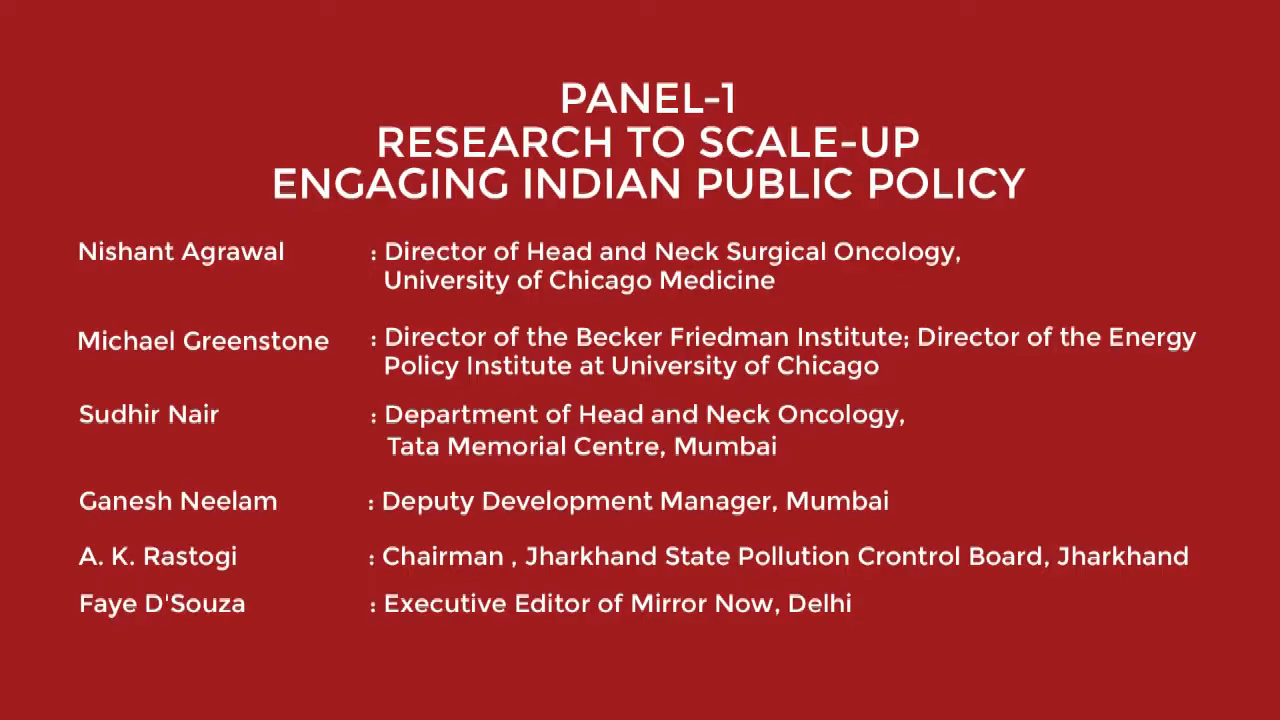 PANEL-1
RESEARCH TO SCALE-UP
ENGAGING INDIAN PUBLIC POLICY
Nishant Agrawal : Director of Head and Neck Surgical Oncology,
University of Chicago Medicine
Michael Greenstone : Director of the Becker Friedman Institute; Director of the Energy
Policy Institute at University of Chicago
Sudhir Nair : Department of Head and Neck Oncology,
Tata Memorial Centre, Mumbai
Ganesh Neelam : Deputy Development Manager, Mumbai
A. K. Rastogi : Chairman , Jharkhand State Pollution Crontrol Board, Jharkhand
Faye D'Souza : Executive Editor of Mirror Now, Delhi